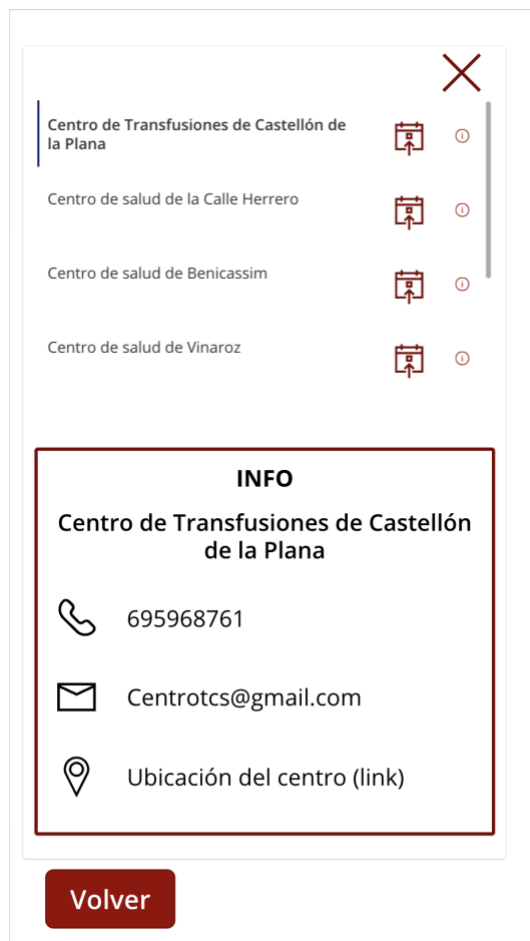 Centro de Transfusiones de Castellón de
la Plana
Centro de salud de la Calle Herrero
Centro de salud de Benicassim
Centro de salud de Vinaroz
INFO
Centro de Transfusiones de Castellón
de la Plana
695968761
Centrotcs@gmail.com
Ubicación del centro (link)
Volver